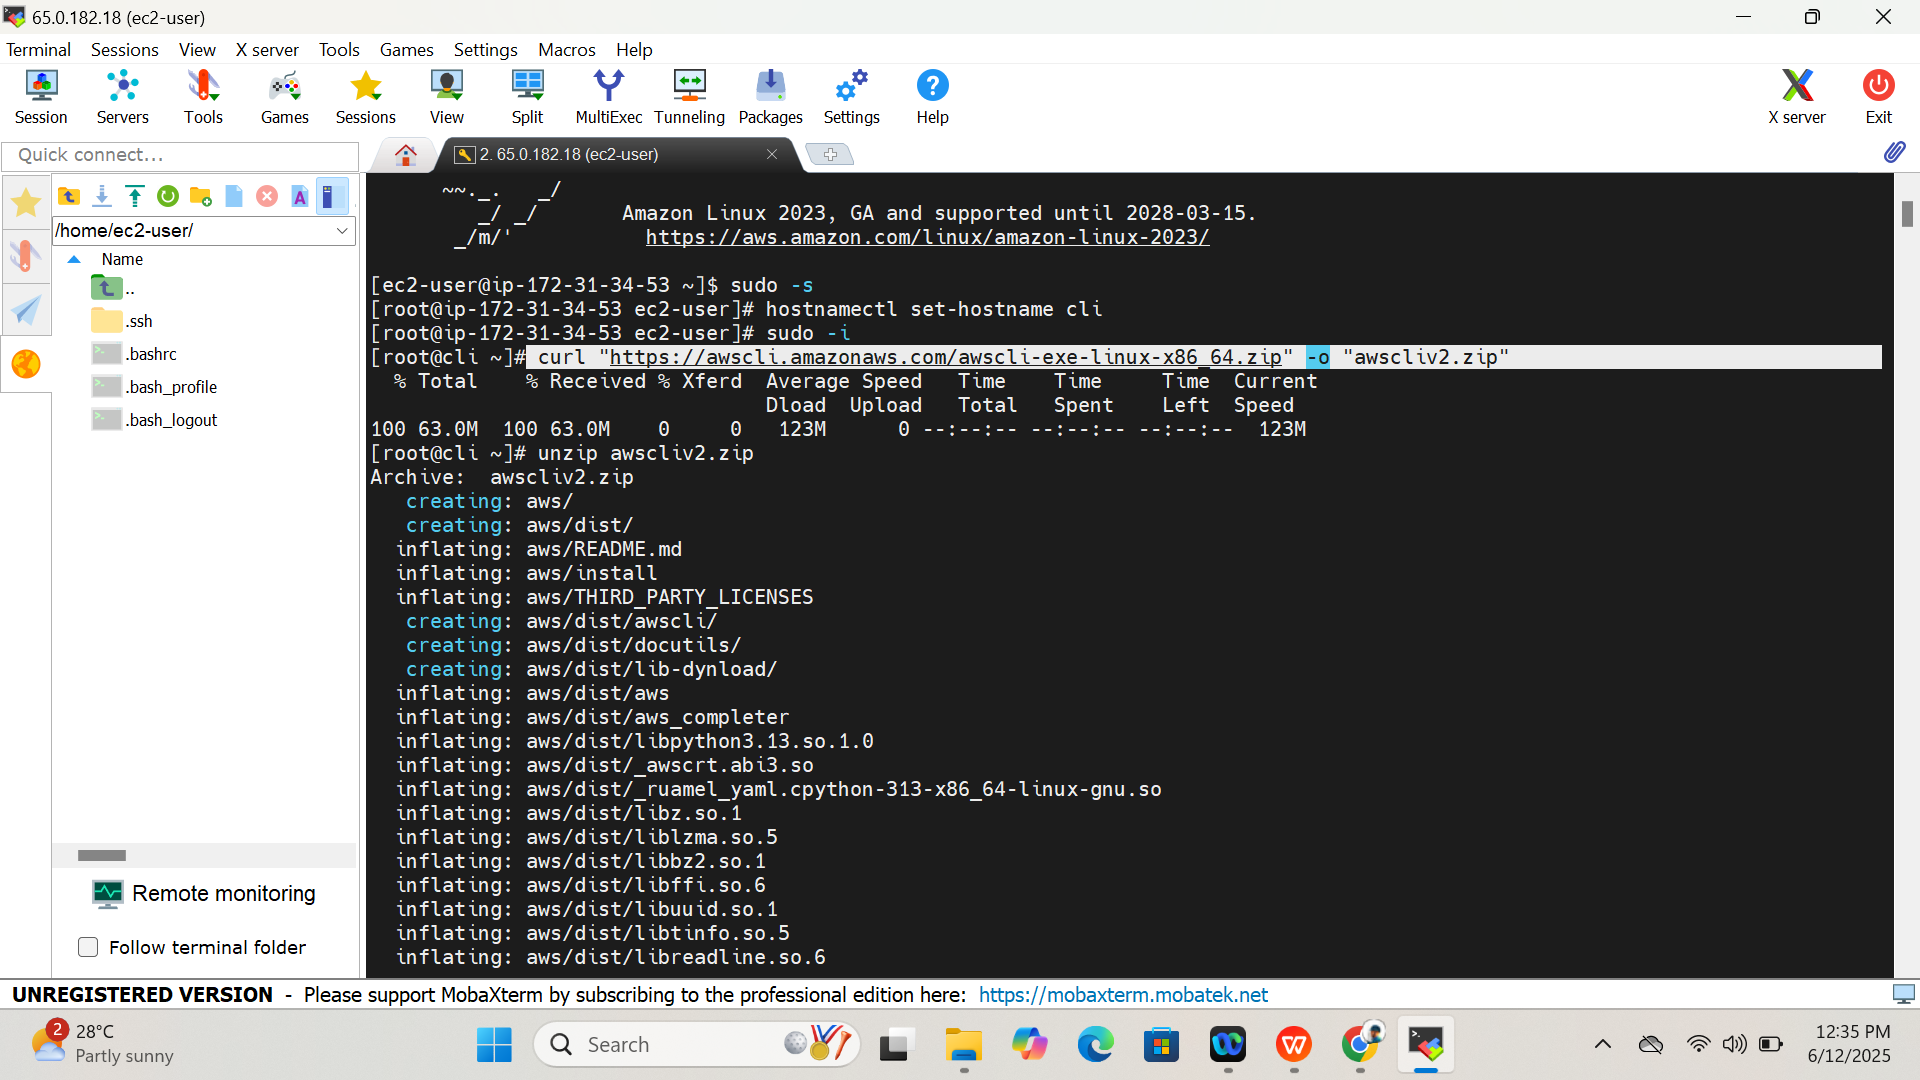 65.0.182.18 (ec2-user)
Terminal Sessions View X server Tools Games Settings Macros Help
Session Servers Tools Games Sessions View Split MultiExec Tunneling Packages Settings Help X server Exit
Quick connect...
2. 65.0.182.18 (ec2-user)
/home/ec2-user/
Name
..
.ssh
.bashrc
.bash_profile
.bash_logout
Remote monitoring
Follow terminal folder
~~._. _/
_/ _/ Amazon Linux 2023, GA and supported until 2028-03-15.
_/m/' https://aws.amazon.com/linux/amazon-linux-2023/
[ec2-user@ip-172-31-34-53 ~]$ sudo -s
[root@ip-172-31-34-53 ec2-user]# hostnamectl set-hostname cli
[root@ip-172-31-34-53 ec2-user]# sudo -i
[root@cli ~]# curl "https://awscli.amazonaws.com/awscli-exe-linux-x86_64.zip" -o "awscliv2.zip"
% Total % Received % Xferd Average Speed Time Time Time Current
Dload Upload Total Spent Left Speed
100 63.0M 100 63.0M 0 0 123M 0 --:--:-- --:--:-- --:--:-- 123M
[root@cli ~]# unzip awscliv2.zip
Archive: awscliv2.zip
creating: aws/
creating: aws/dist/
inflating: aws/README.md
inflating: aws/install
inflating: aws/THIRD_PARTY_LICENSES
creating: aws/dist/awscli/
creating: aws/dist/docutils/
creating: aws/dist/lib-dynload/
inflating: aws/dist/aws
inflating: aws/dist/aws_completer
inflating: aws/dist/libpython3.13.so.1.0
inflating: aws/dist/_awscrt.abi3.so
inflating: aws/dist/_ruamel_yaml.cpython-313-x86_64-linux-gnu.so
inflating: aws/dist/libz.so.1
inflating: aws/dist/liblzma.so.5
inflating: aws/dist/libbz2.so.1
inflating: aws/dist/libffi.so.6
inflating: aws/dist/libuuid.so.1
inflating: aws/dist/libtinfo.so.5
inflating: aws/dist/libreadline.so.6
UNREGISTERED VERSION - Please support MobaXterm by subscribing to the professional edition here: https://mobaxterm.mobatek.net
2
28°C
Partly sunny
Search
12:35 PM
6/12/2025